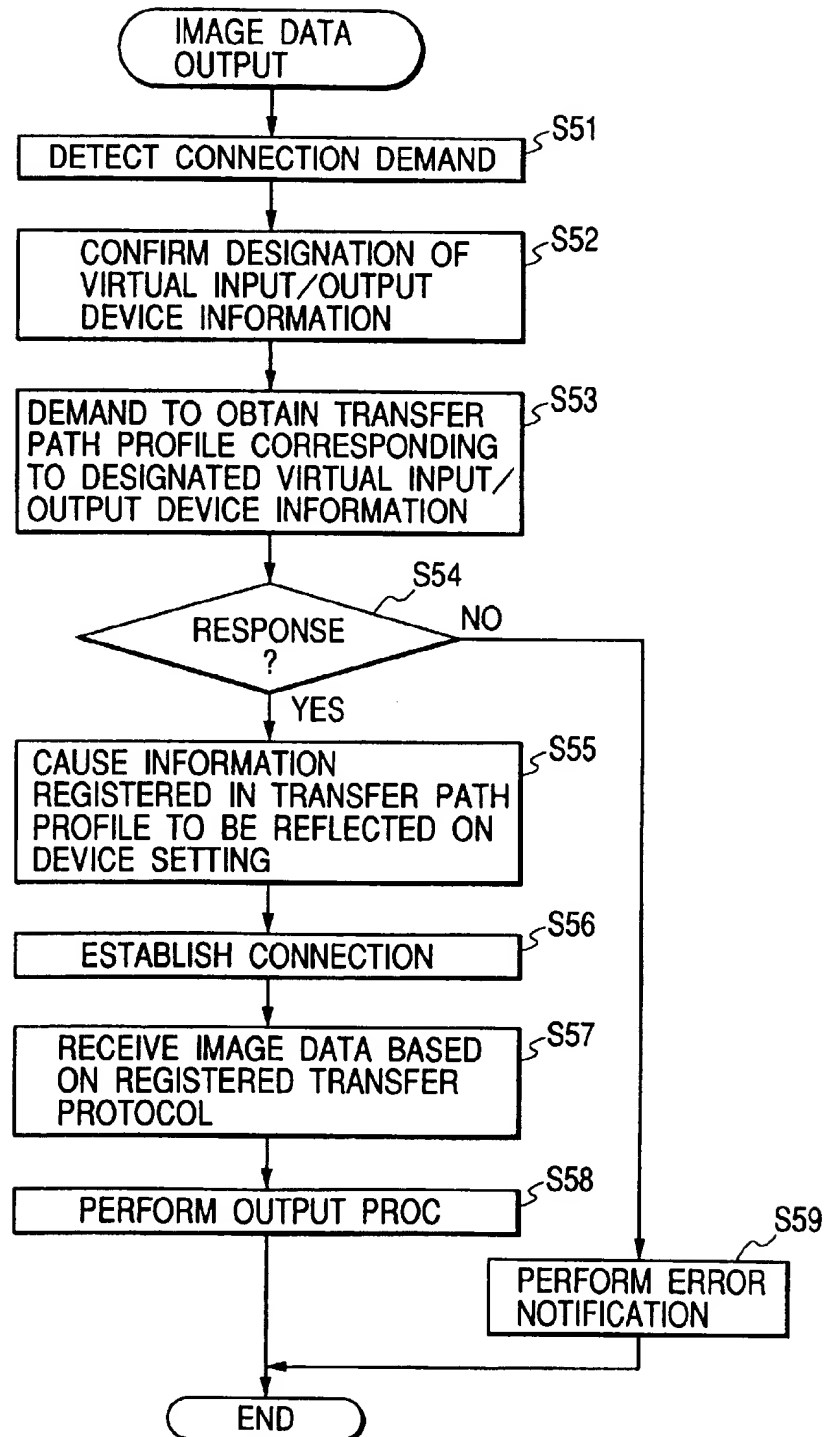 IMAGE DATA
OUTPUT
S51
DETECT CONNECTION DEMAND
S52
CONFIRM DESIGNATION OF
VIRTUAL INPUT/OUTPUT
DEVICE INFORMATION
S53
DEMAND TO OBTAIN TRANSFER
PATH PROFILE CORRESPONDING
TO DESIGNATED VIRTUAL INPUT/
OUTPUT DEVICE INFORMATION
S54
RESPONSE
?
NO
YES
S55
CAUSE INFORMATION
REGISTERED IN TRANSFER PATH
PROFILE TO BE REFLECTED ON
DEVICE SETTING
S56
ESTABLISH CONNECTION
S57
RECEIVE IMAGE DATA BASED
ON REGISTERED TRANSFER
PROTOCOL
S58
PERFORM OUTPUT PROC
S59
PERFORM ERROR
NOTIFICATION
END